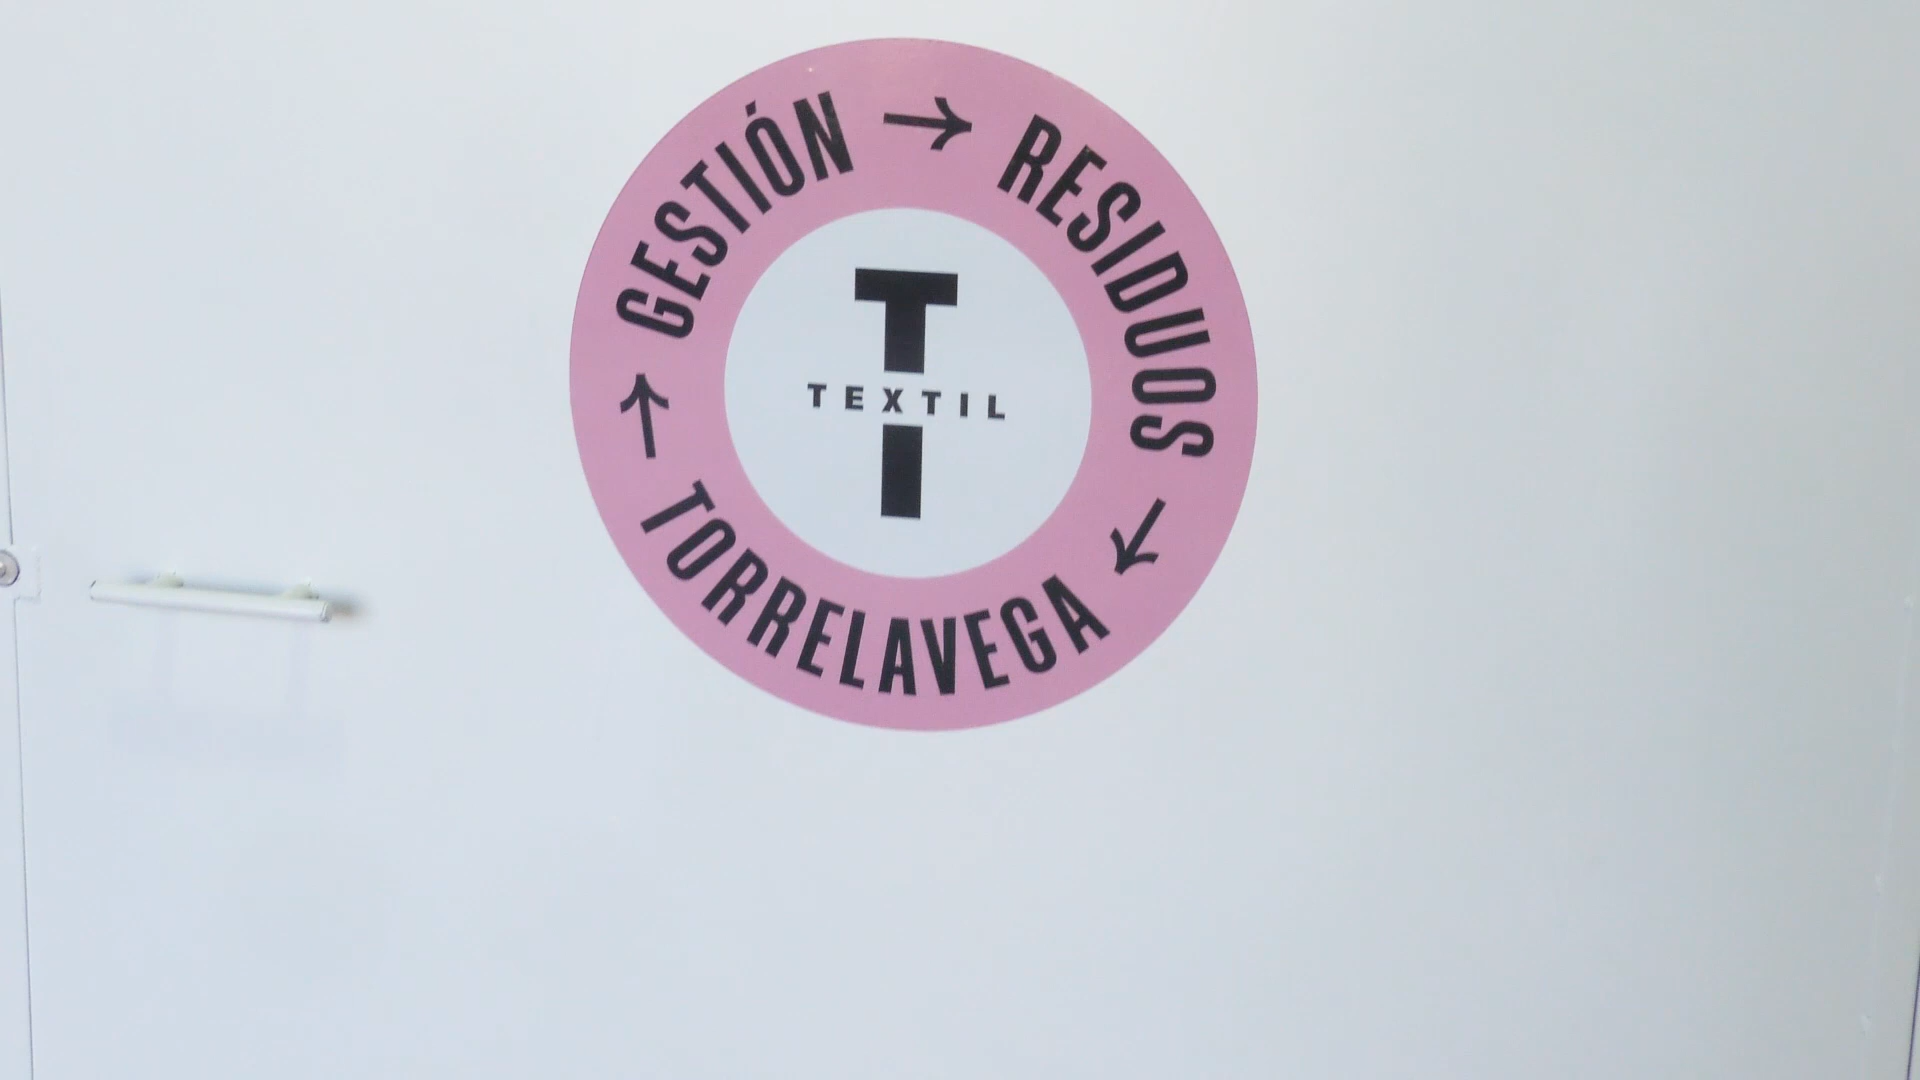 GESTIÓN → RESIDUOS → TORRELAVEGA →
T
TEXTIL